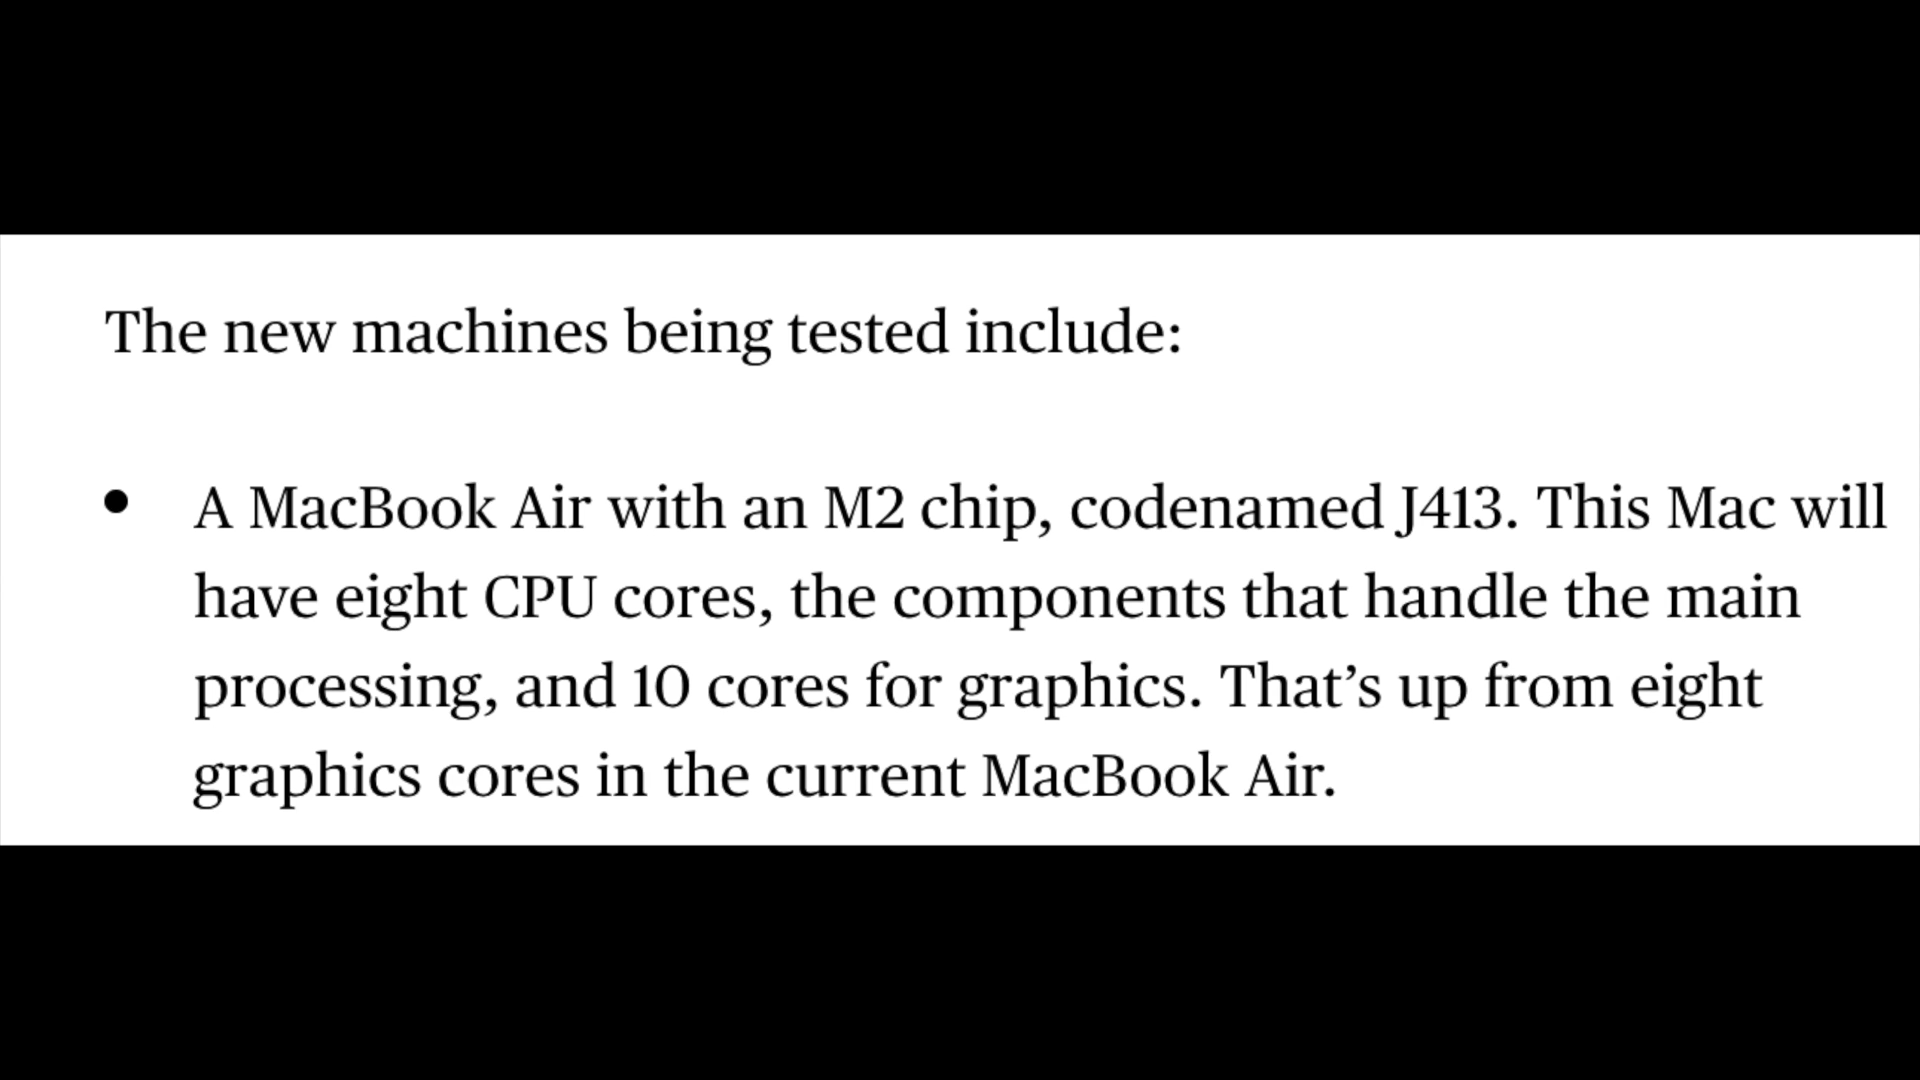 The new machines being tested include:
• A MacBook Air with an M2 chip, codenamed J413. This Mac will
have eight CPU cores, the components that handle the main
processing, and 10 cores for graphics. That’s up from eight
graphics cores in the current MacBook Air.